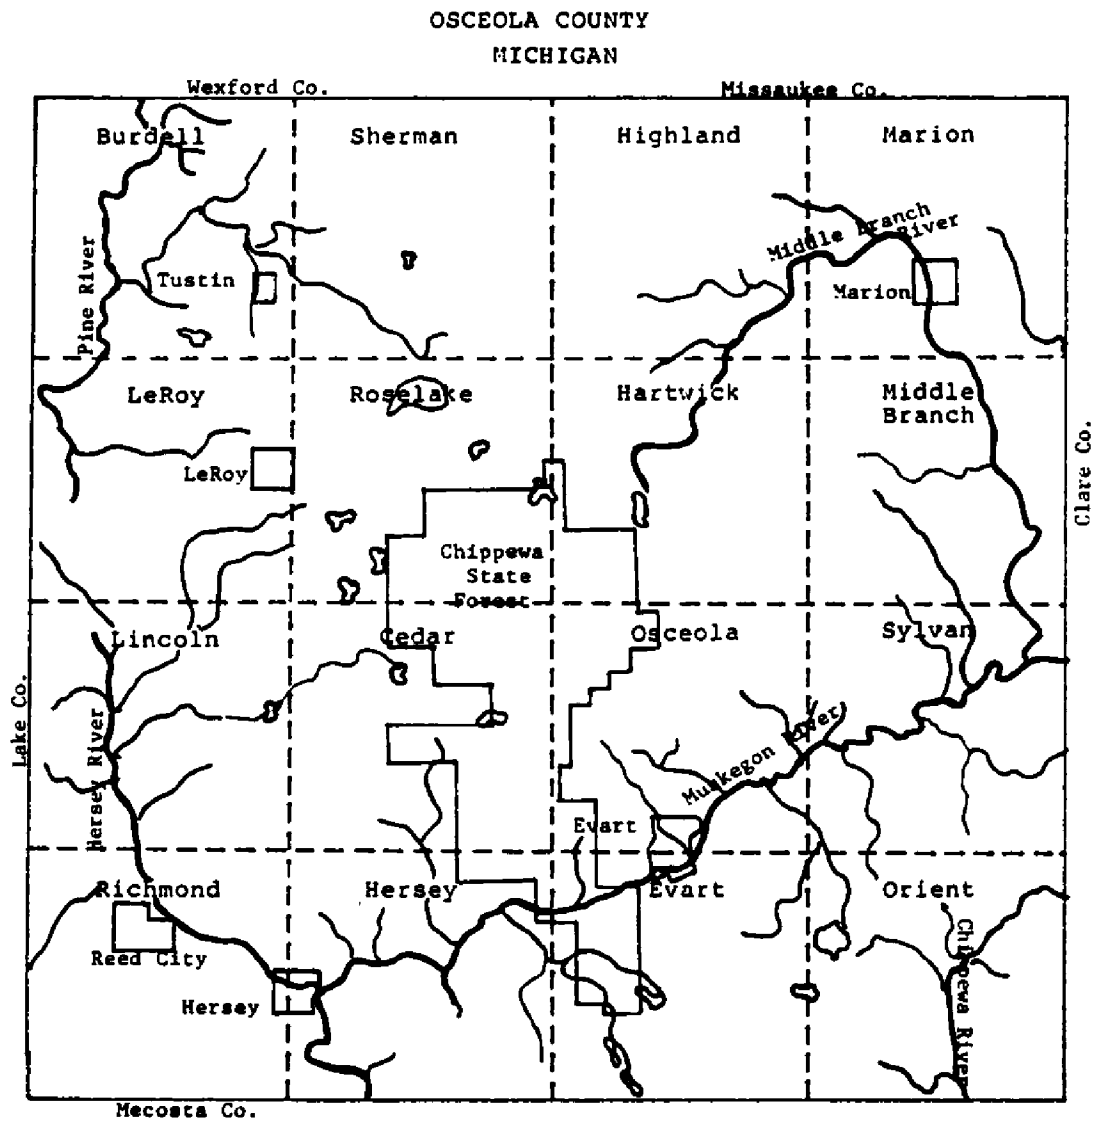 OSCEOLA COUNTY
MICHIGAN
Wexford Co.
Missaukee Co.
Burdell
Sherman
Highland
Marion
Middle Branch
River
Pine River
Tustin
Marion
LeRoy
Roselake
Hartwick
Middle
Branch
LeRoy
Clare Co.
Chippewa
State
Forest
Lincoln
Cedar
Osceola
Sylvan
Lake Co.
Hersey River
Muskegon River
Evart
Richmond
Hersey
Evart
Orient
Reed City
Chippewa River
Hersey
Mecosta Co.